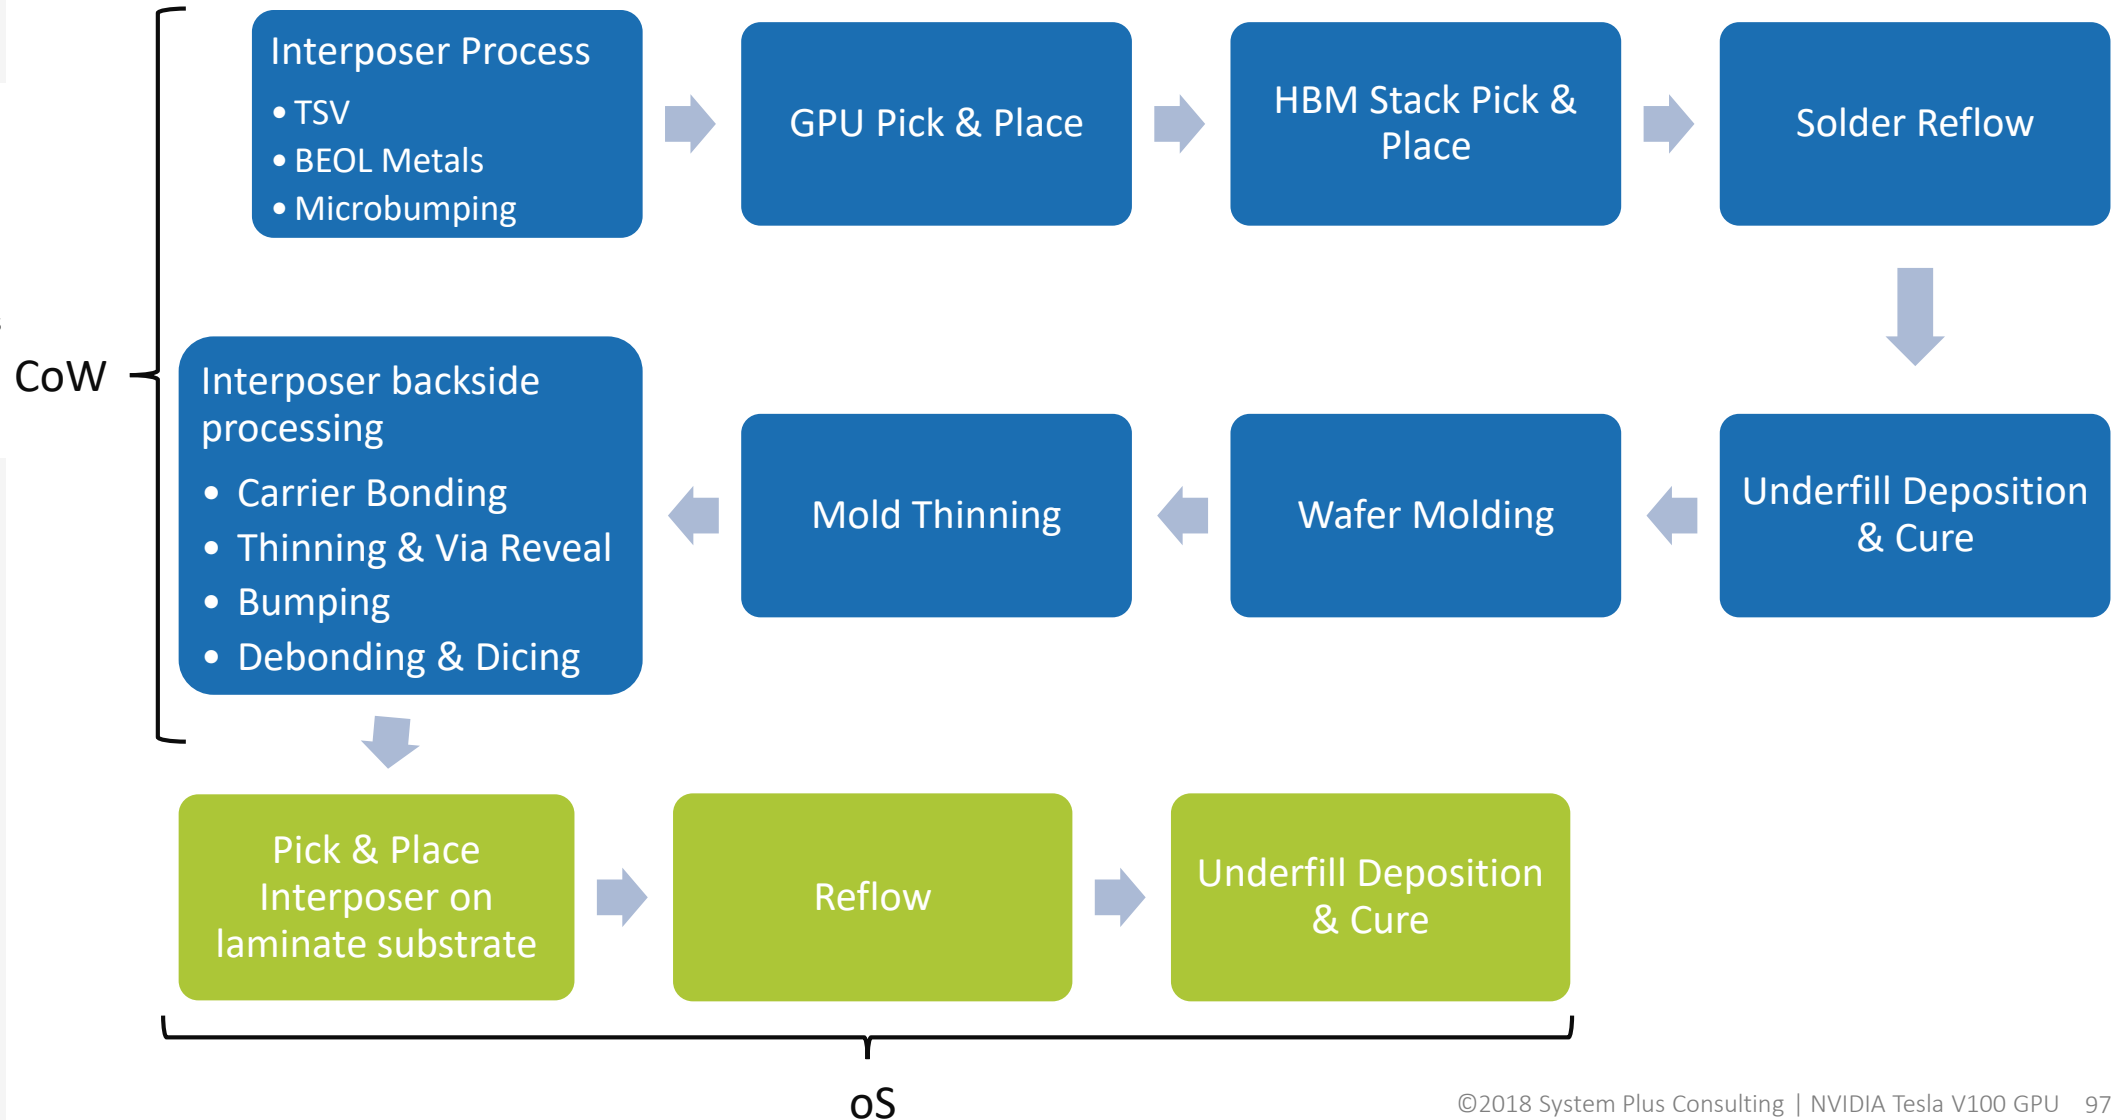 Interposer Process
• TSV
• BEOL Metals
• Microbumping
GPU Pick & Place
HBM Stack Pick &
Place
Solder Reflow
CoW
Underfill Deposition
& Cure
Wafer Molding
Mold Thinning
Interposer backside
processing
• Carrier Bonding
• Thinning & Via Reveal
• Bumping
• Debonding & Dicing
Pick & Place
Interposer on
laminate substrate
Reflow
Underfill Deposition
& Cure
oS
©2018 System Plus Consulting | NVIDIA Tesla V100 GPU 97